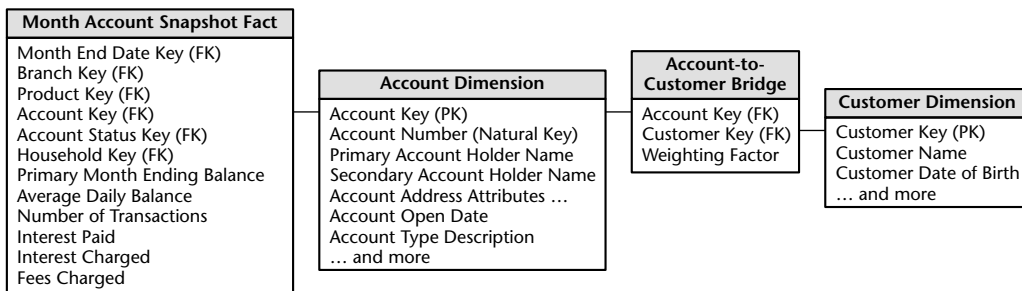 Month Account Snapshot Fact
Month End Date Key (FK)
Branch Key (FK)
Product Key (FK)
Account Key (FK)
Account Status Key (FK)
Household Key (FK)
Primary Month Ending Balance
Average Daily Balance
Number of Transactions
Interest Paid
Interest Charged
Fees Charged
Account Dimension
Account Key (PK)
Account Number (Natural Key)
Primary Account Holder Name
Secondary Account Holder Name
Account Address Attributes …
Account Open Date
Account Type Description
… and more
Account-to-
Customer Bridge
Account Key (FK)
Customer Key (FK)
Weighting Factor
Customer Dimension
Customer Key (PK)
Customer Name
Customer Date of Birth
… and more